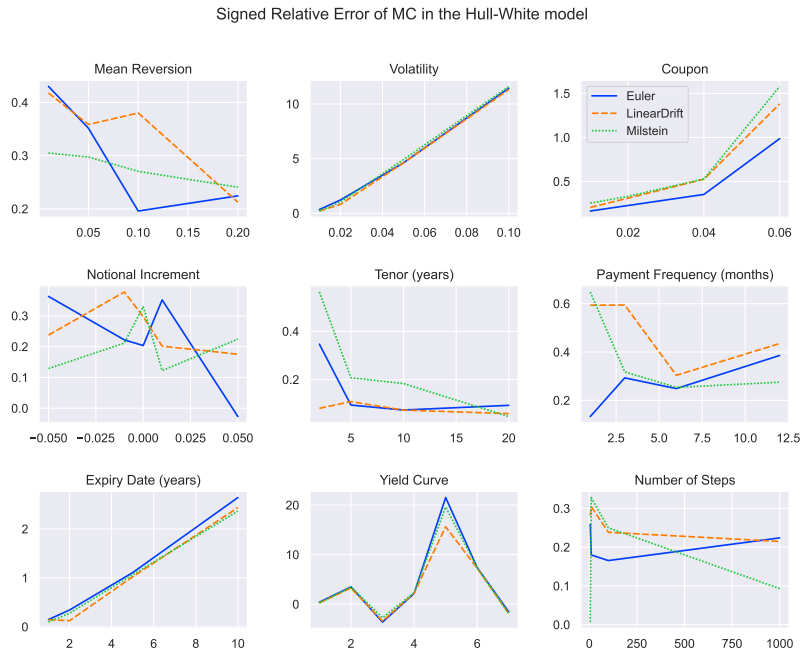 Signed Relative Error of MC in the Hull-White model
Mean Reversion
0.4
0.3
0.2
0.05 0.10 0.15 0.20
Volatility
10
5
0
0.02 0.04 0.06 0.08 0.10
Coupon
1.5
1.0
0.5
Euler
LinearDrift
Milstein
0.02 0.04 0.06
Notional Increment
0.3
0.2
0.1
0.0
−0.050 −0.025 0.000 0.025 0.050
Tenor (years)
0.4
0.2
5 10 15 20
Payment Frequency (months)
0.6
0.4
0.2
2.5 5.0 7.5 10.0 12.5
Expiry Date (years)
2
1
0
2 4 6 8 10
Yield Curve
20
10
0
2 4 6
Number of Steps
0.3
0.2
0.1
0.0
0 250 500 750 1000